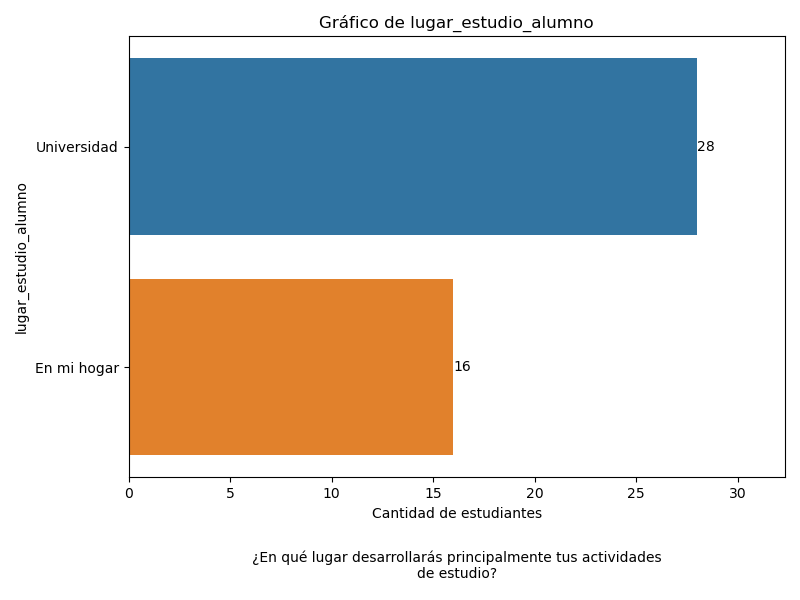 Gráfico de lugar_estudio_alumno
Universidad
28
lugar_estudio_alumno
En mi hogar
16
0 5 10 15 20 25 30
Cantidad de estudiantes
¿En qué lugar desarrollarás principalmente tus actividades
de estudio?